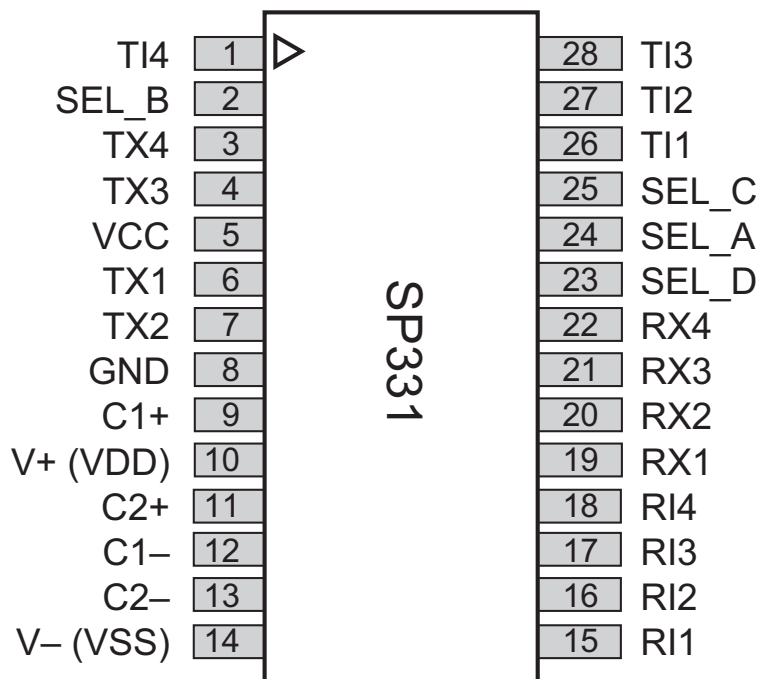 TI4 1 28 TI3
SEL_B 2 27 TI2
TX4 3 26 TI1
TX3 4 25 SEL_C
VCC 5 24 SEL_A
TX1 6 23 SEL_D
TX2 7 22 RX4
GND 8 21 RX3
C1+ 9 20 RX2
V+ (VDD) 10 19 RX1
C2+ 11 18 RI4
C1– 12 17 RI3
C2– 13 16 RI2
V– (VSS) 14 15 RI1
SP331